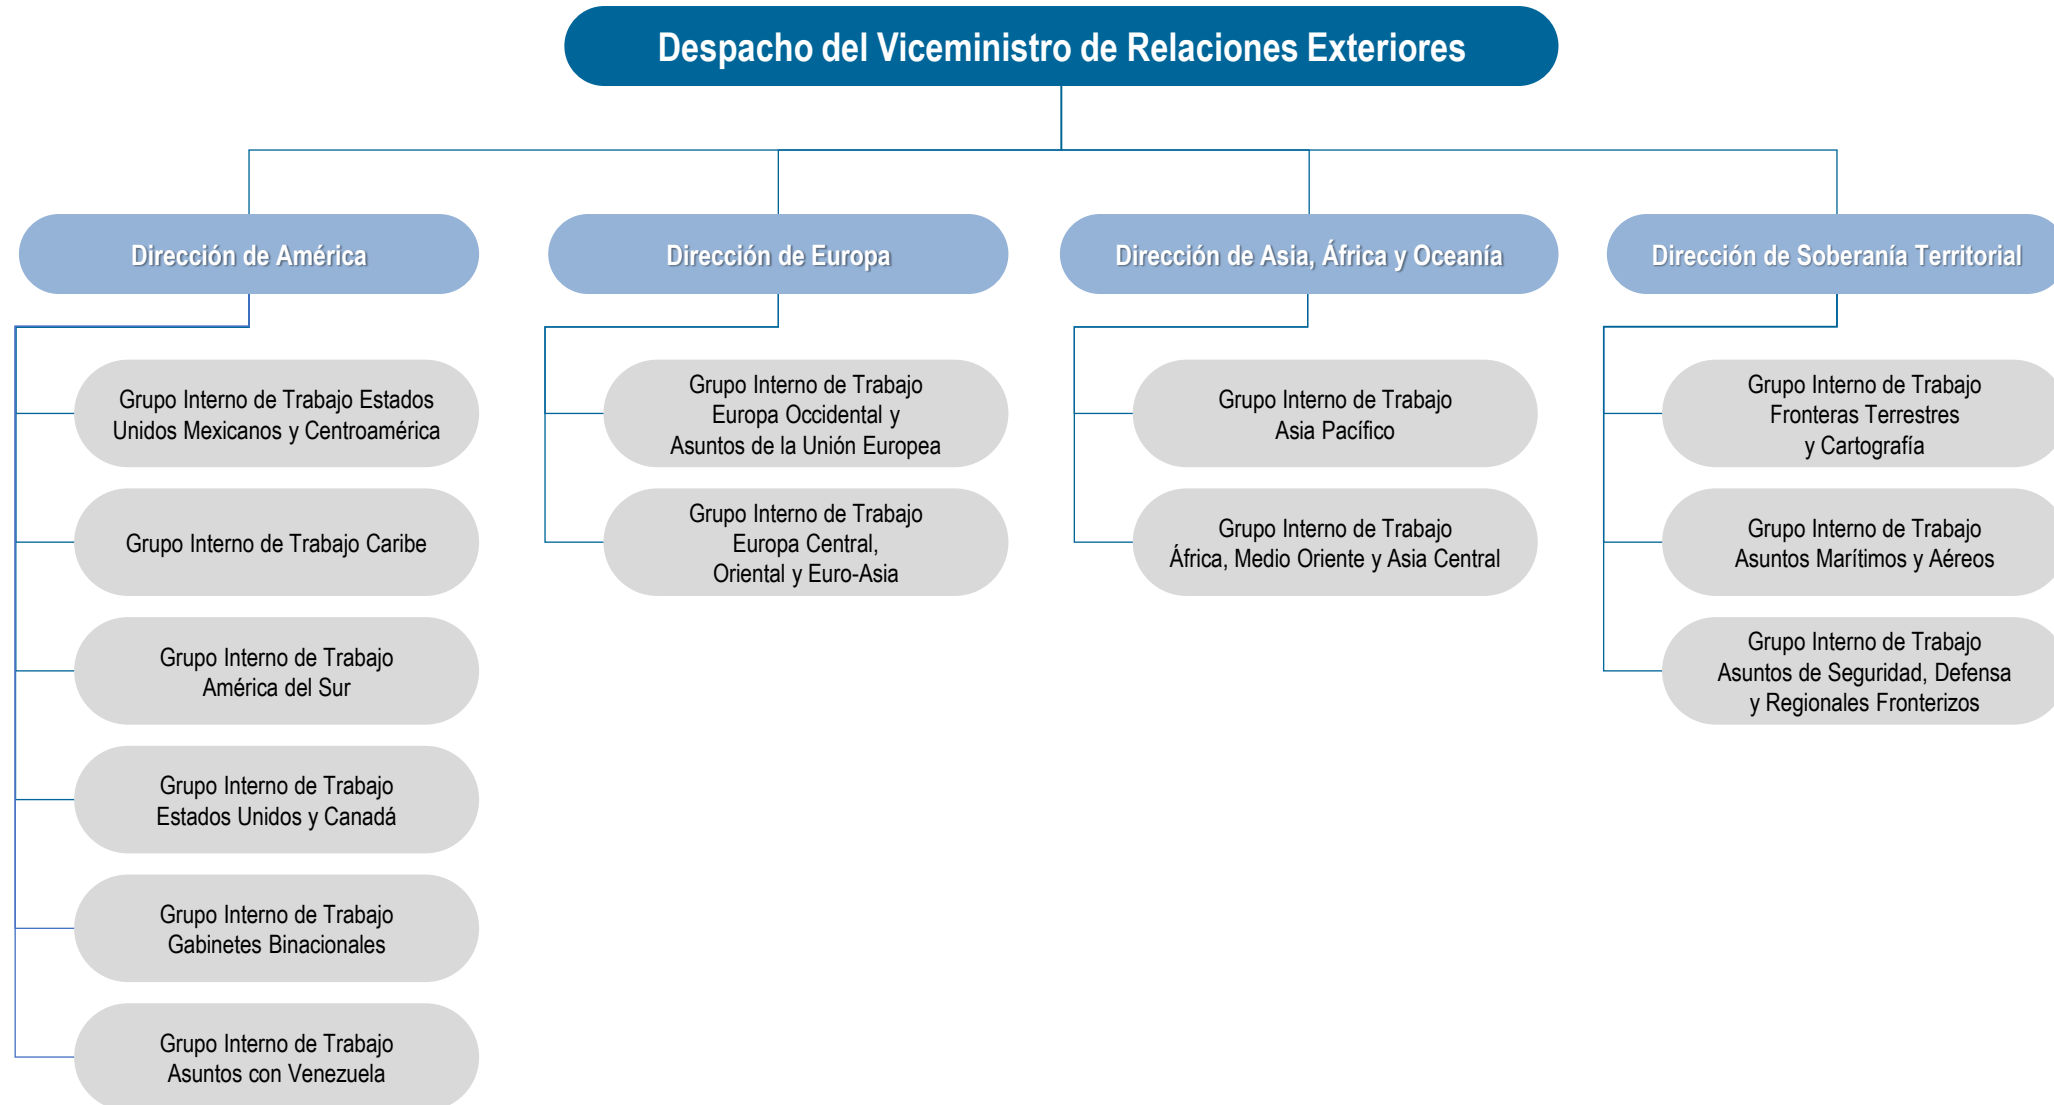 Despacho del Viceministro de Relaciones Exteriores
Dirección de América
Grupo Interno de Trabajo Estados
Unidos Mexicanos y Centroamérica
Grupo Interno de Trabajo Caribe
Grupo Interno de Trabajo
América del Sur
Grupo Interno de Trabajo
Estados Unidos y Canadá
Grupo Interno de Trabajo
Gabinetes Binacionales
Grupo Interno de Trabajo
Asuntos con Venezuela
Dirección de Europa
Grupo Interno de Trabajo
Europa Occidental y
Asuntos de la Unión Europea
Grupo Interno de Trabajo
Europa Central,
Oriental y Euro-Asia
Dirección de Asia, África y Oceanía
Grupo Interno de Trabajo
Asia Pacífico
Grupo Interno de Trabajo
África, Medio Oriente y Asia Central
Dirección de Soberanía Territorial
Grupo Interno de Trabajo
Fronteras Terrestres
y Cartografía
Grupo Interno de Trabajo
Asuntos Marítimos y Aéreos
Grupo Interno de Trabajo
Asuntos de Seguridad, Defensa
y Regionales Fronterizos